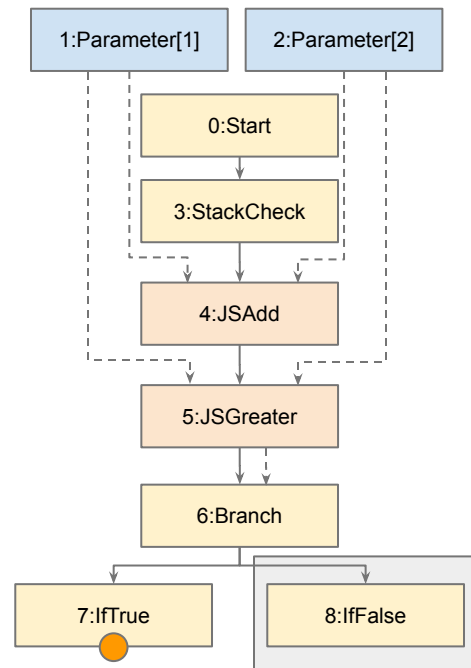 1:Parameter[1]
2:Parameter[2]
0:Start
3:StackCheck
4:JSAdd
5:JSGreater
6:Branch
7:IfTrue
8:IfFalse